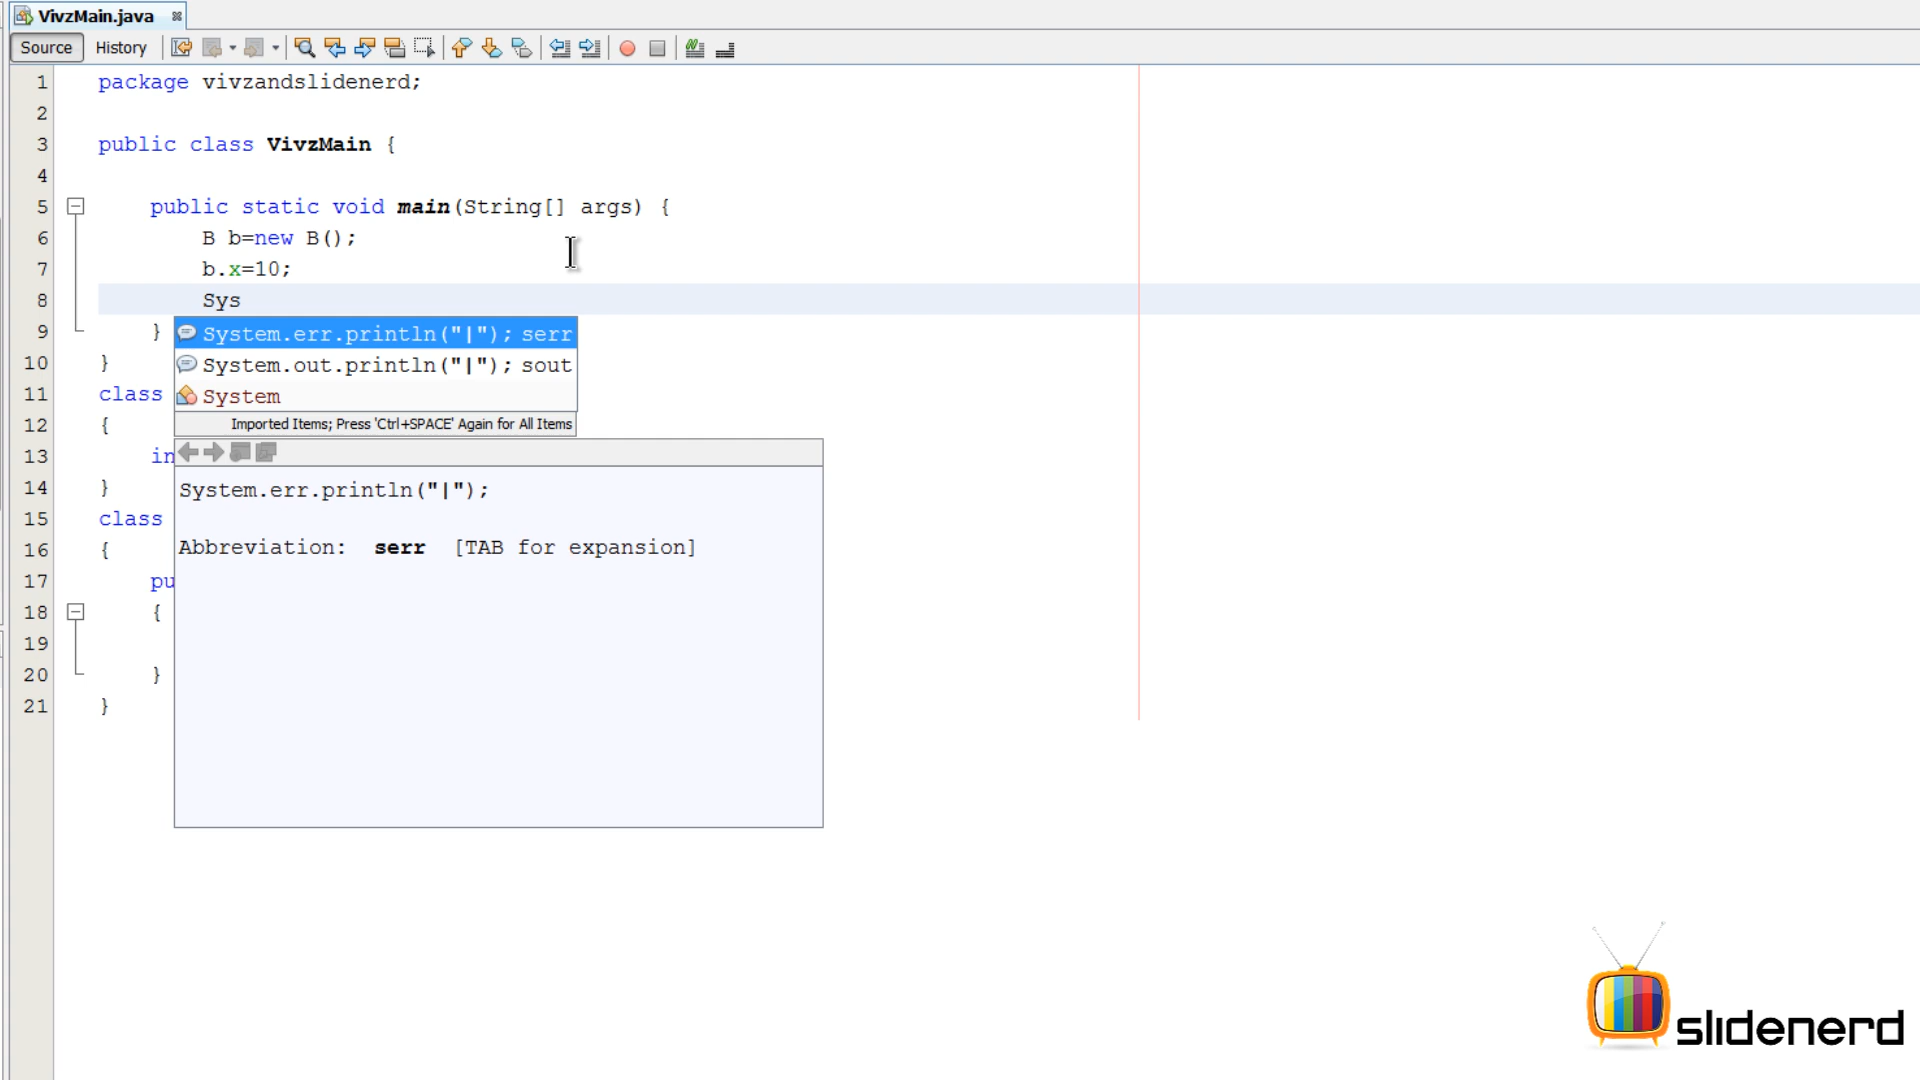 VivzMain.java
Source History
1 package vivzandslidenerd;
2
3 public class VivzMain {
4
5 public static void main(String[] args) {
6 B b=new B();
7 b.x=10;
8 Sys
9 }
System.err.println("|"); serr
10 }
System.out.println("|"); sout
11 class
System
12 {
Imported Items; Press 'Ctrl+SPACE' Again for All Items
13 in
14 }
System.err.println("|");
15 class
16 {
Abbreviation: serr [TAB for expansion]
17 pu
18 {
19
20 }
21 }
slidenerd